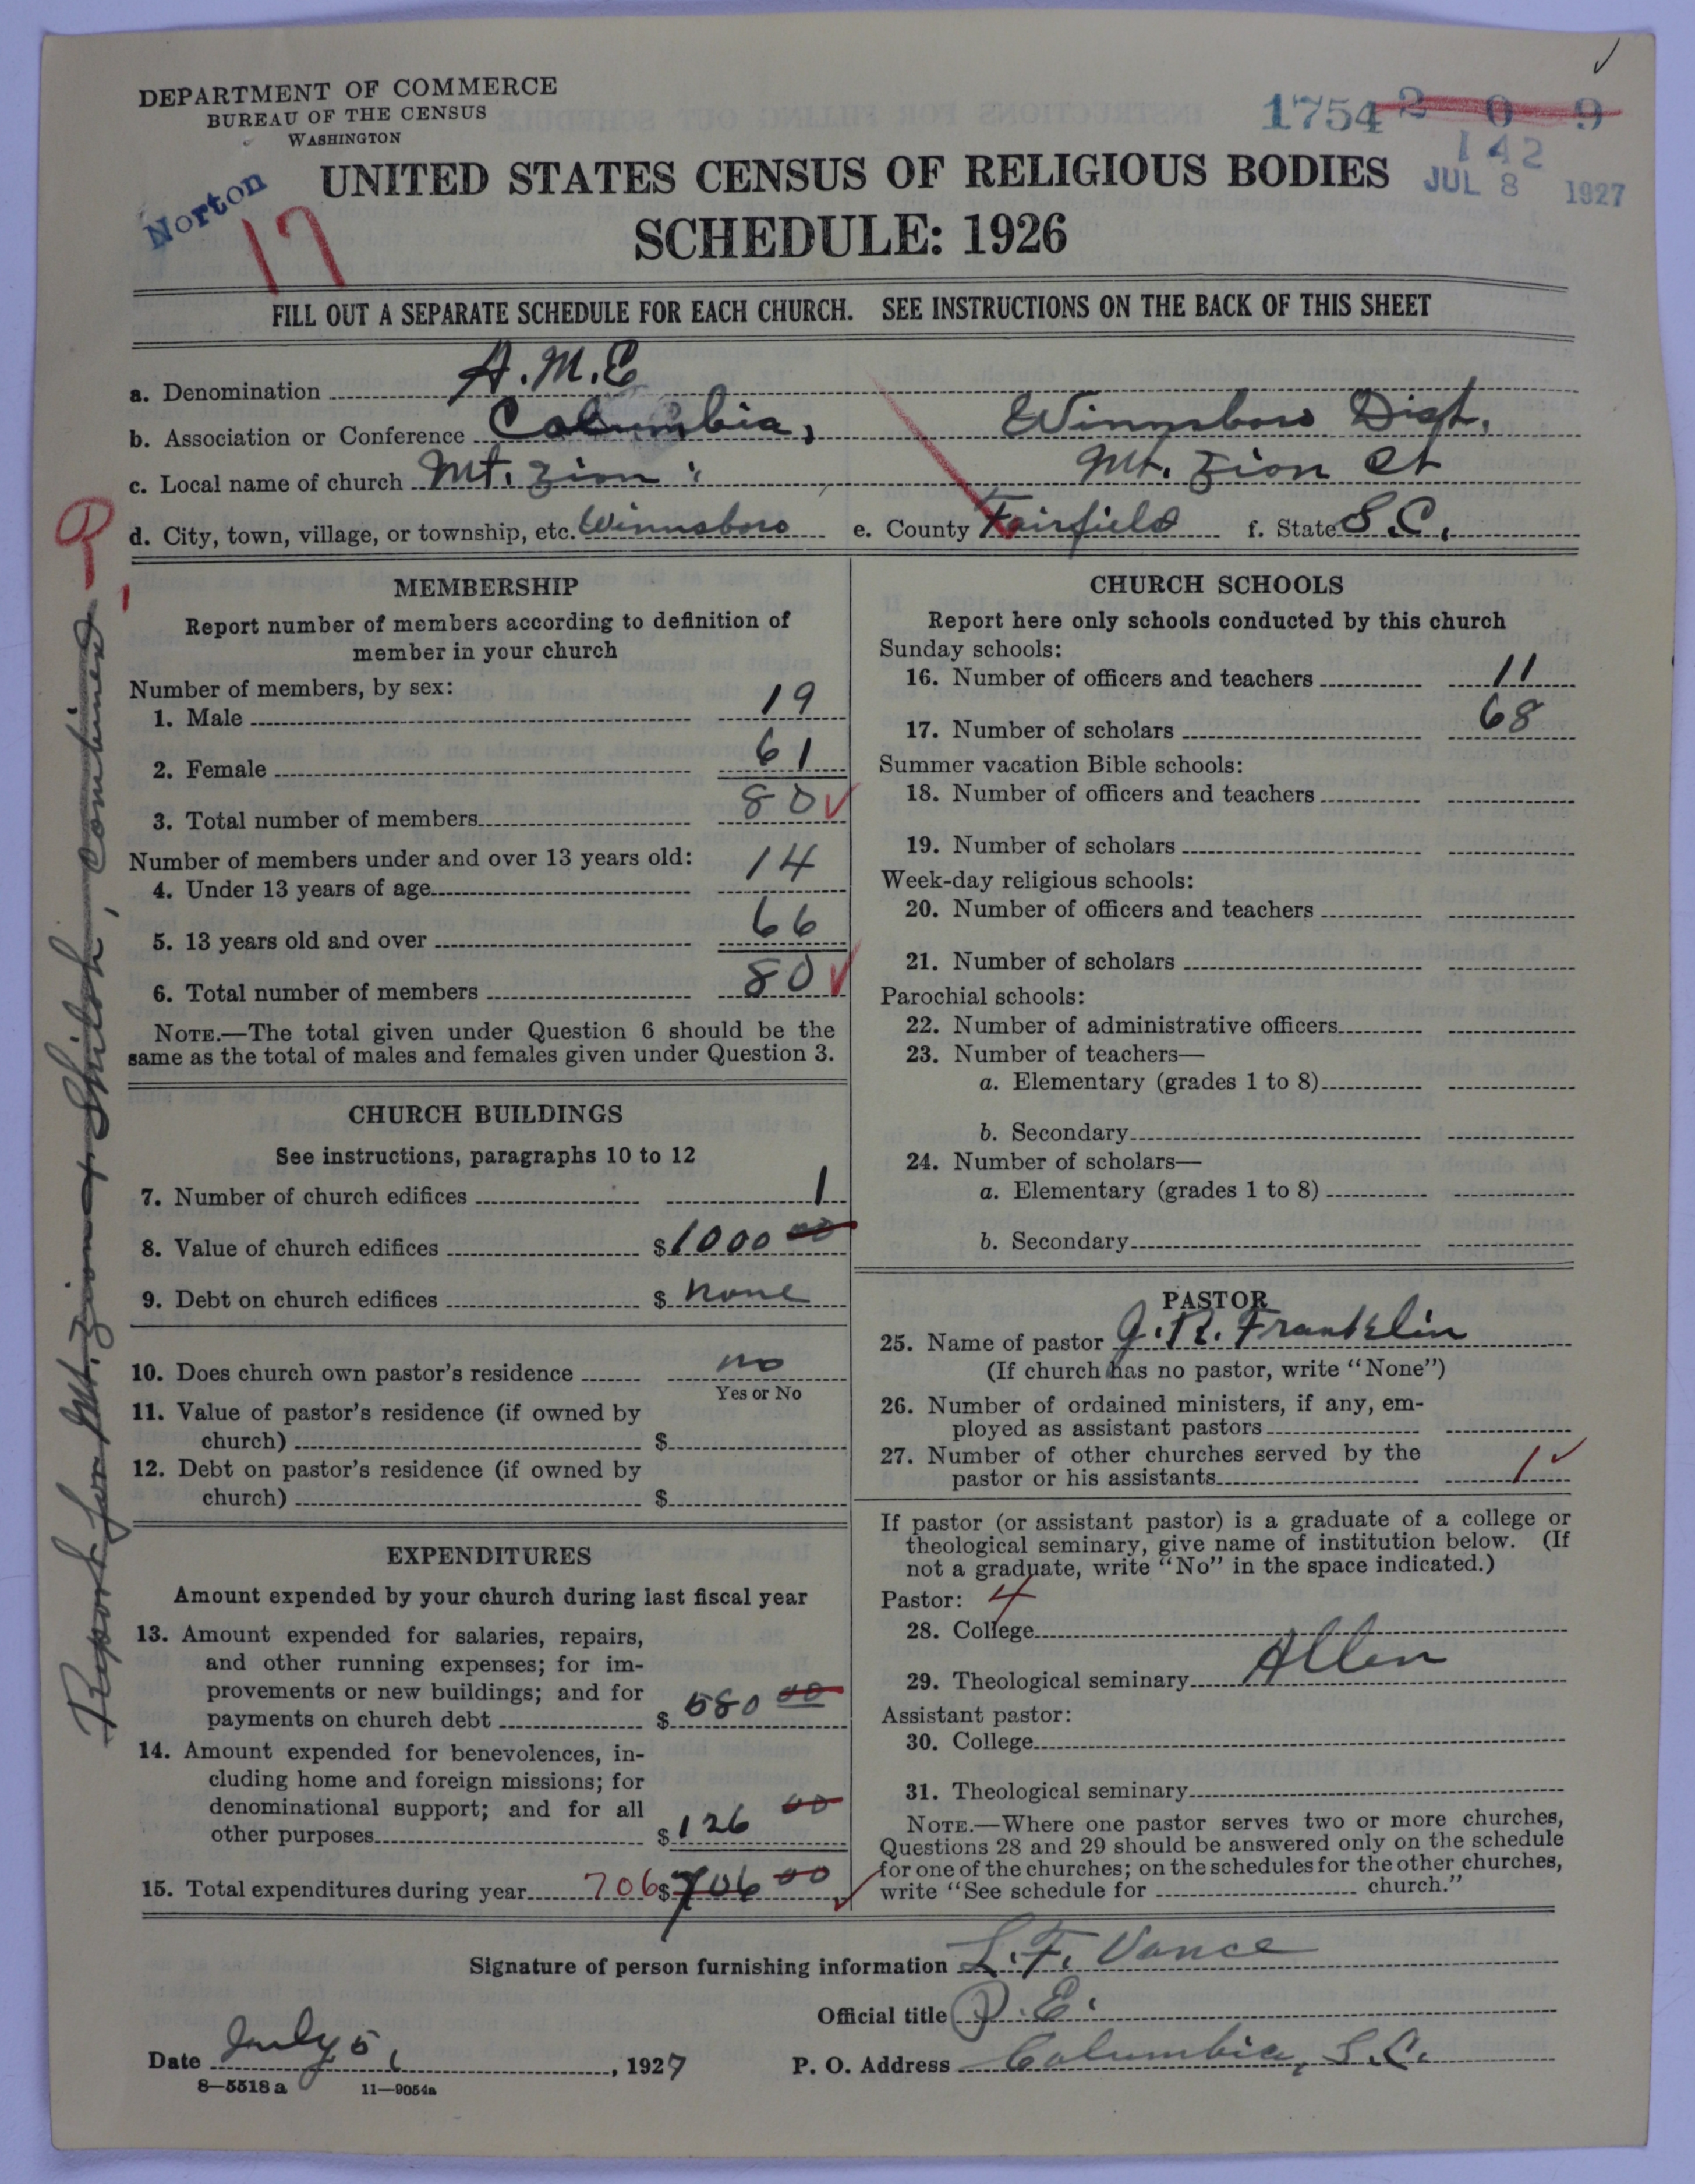 DEPARTMENT OF COMMERCE
BUREAU OF THE CENSUS
WASHINGTON
1754 2 0 9
142
JUL 8 1927
Norton
17
UNITED STATES CENSUS OF RELIGIOUS BODIES
SCHEDULE: 1926
FILL OUT A SEPARATE SCHEDULE FOR EACH CHURCH. SEE INSTRUCTIONS ON THE BACK OF THIS SHEET
a. Denomination A.M.E
b. Association or Conference Columbia, Winnsboro Dist.
c. Local name of church Mt. Zion Mt. Zion Ct
d. City, town, village, or township, etc. Winnsboro e. County Fairfield f. State S.C.
Report for Mt. Zion & Shiloh, combined
MEMBERSHIP
Report number of members according to definition of
member in your church
Number of members, by sex:
1. Male 19
2. Female 61
3. Total number of members 80
Number of members under and over 13 years old:
4. Under 13 years of age 14
5. 13 years old and over 66
6. Total number of members 80
NOTE.—The total given under Question 6 should be the
same as the total of males and females given under Question 3.
CHURCH BUILDINGS
See instructions, paragraphs 10 to 12
7. Number of church edifices 1
8. Value of church edifices $1000 00
9. Debt on church edifices $ none
10. Does church own pastor's residence no
Yes or No
11. Value of pastor's residence (if owned by
church) $
12. Debt on pastor's residence (if owned by
church) $
EXPENDITURES
Amount expended by your church during last fiscal year
13. Amount expended for salaries, repairs,
and other running expenses; for im-
provements or new buildings; and for
payments on church debt $ 580 00
14. Amount expended for benevolences, in-
cluding home and foreign missions; for
denominational support; and for all
other purposes $126 00
15. Total expenditures during year 706 $706 00
CHURCH SCHOOLS
Report here only schools conducted by this church
Sunday schools:
16. Number of officers and teachers 11
17. Number of scholars 68
Summer vacation Bible schools:
18. Number of officers and teachers
19. Number of scholars
Week-day religious schools:
20. Number of officers and teachers
21. Number of scholars
Parochial schools:
22. Number of administrative officers
23. Number of teachers—
a. Elementary (grades 1 to 8)
b. Secondary
24. Number of scholars—
a. Elementary (grades 1 to 8)
b. Secondary
PASTOR
25. Name of pastor J.R. Franklin
(If church has no pastor, write "None")
26. Number of ordained ministers, if any, em-
ployed as assistant pastors
27. Number of other churches served by the
pastor or his assistants 1
If pastor (or assistant pastor) is a graduate of a college or
theological seminary, give name of institution below. (If
not a graduate, write "No" in the space indicated.)
Pastor: 4
28. College
29. Theological seminary Allen
Assistant pastor:
30. College
31. Theological seminary
NOTE.—Where one pastor serves two or more churches,
Questions 28 and 29 should be answered only on the schedule
for one of the churches; on the schedules for the other churches,
write "See schedule for church."
Signature of person furnishing information L.F. Vance
Official title P.E.
Date July 5, 1927 P. O. Address Columbia, S.C.
8—5518 a 11—9054a